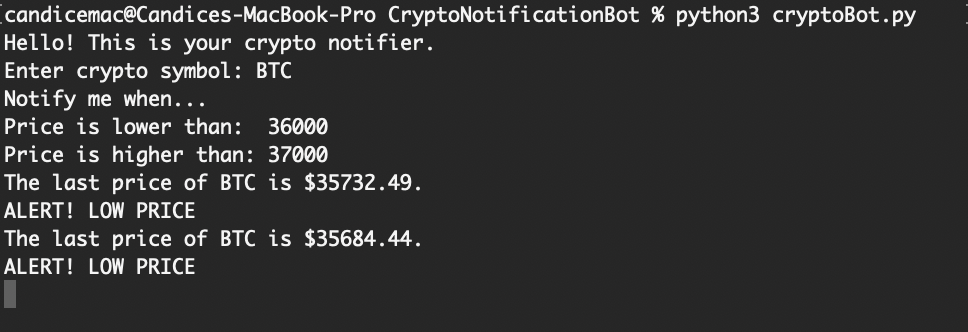 candicemac@Candices-MacBook-Pro CryptoNotificationBot % python3 cryptoBot.py
Hello! This is your crypto notifier.
Enter crypto symbol: BTC
Notify me when...
Price is lower than:  36000
Price is higher than: 37000
The last price of BTC is $35732.49.
ALERT! LOW PRICE
The last price of BTC is $35684.44.
ALERT! LOW PRICE